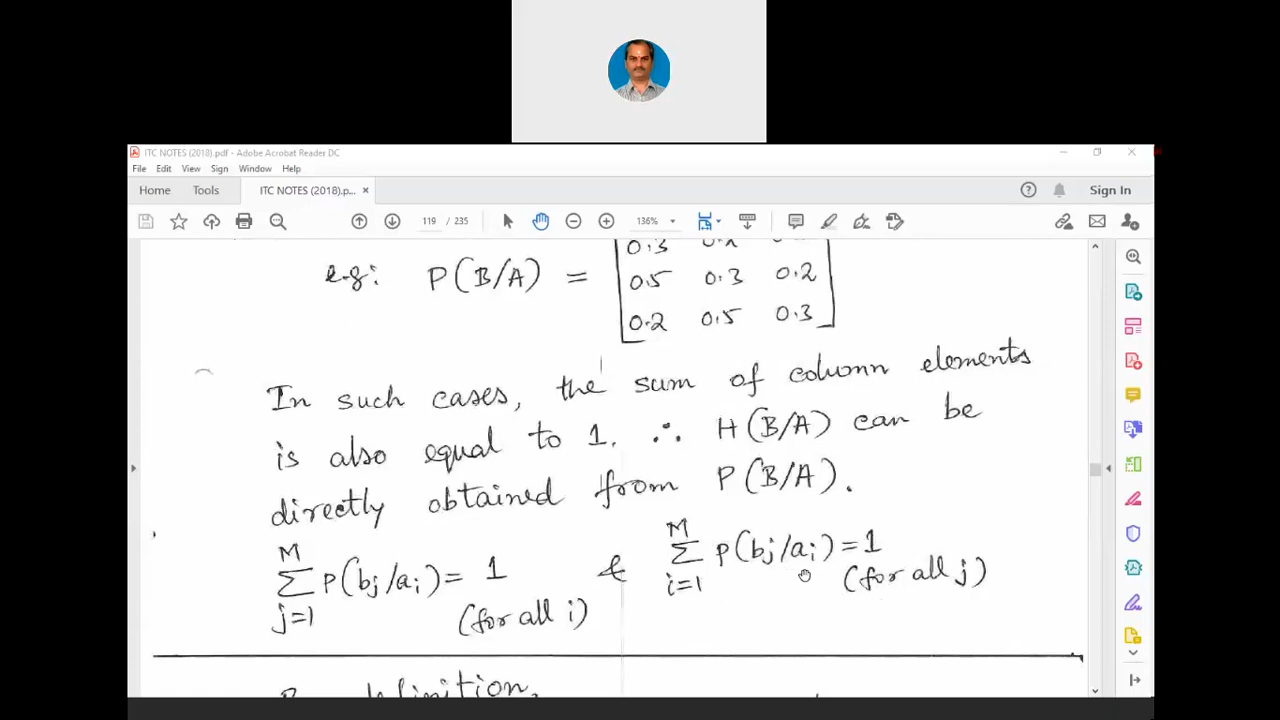 ITC NOTES (2018).pdf - Adobe Acrobat Reader DC
File Edit View Sign Window Help
Home Tools ITC NOTES (2018).p... × Sign In
119 / 235 136%
0.3
e.g: P(B/A) = 0.5 0.3 0.2
0.2 0.5 0.3
In such cases, the sum of column elements
is also equal to 1. ∴ H(B/A) can be
directly obtained from P(B/A).
M ∑ j=1 P(bj/ai) = 1 & M ∑ i=1 P(bj/ai) = 1
(for all i) (for all j)
definition,